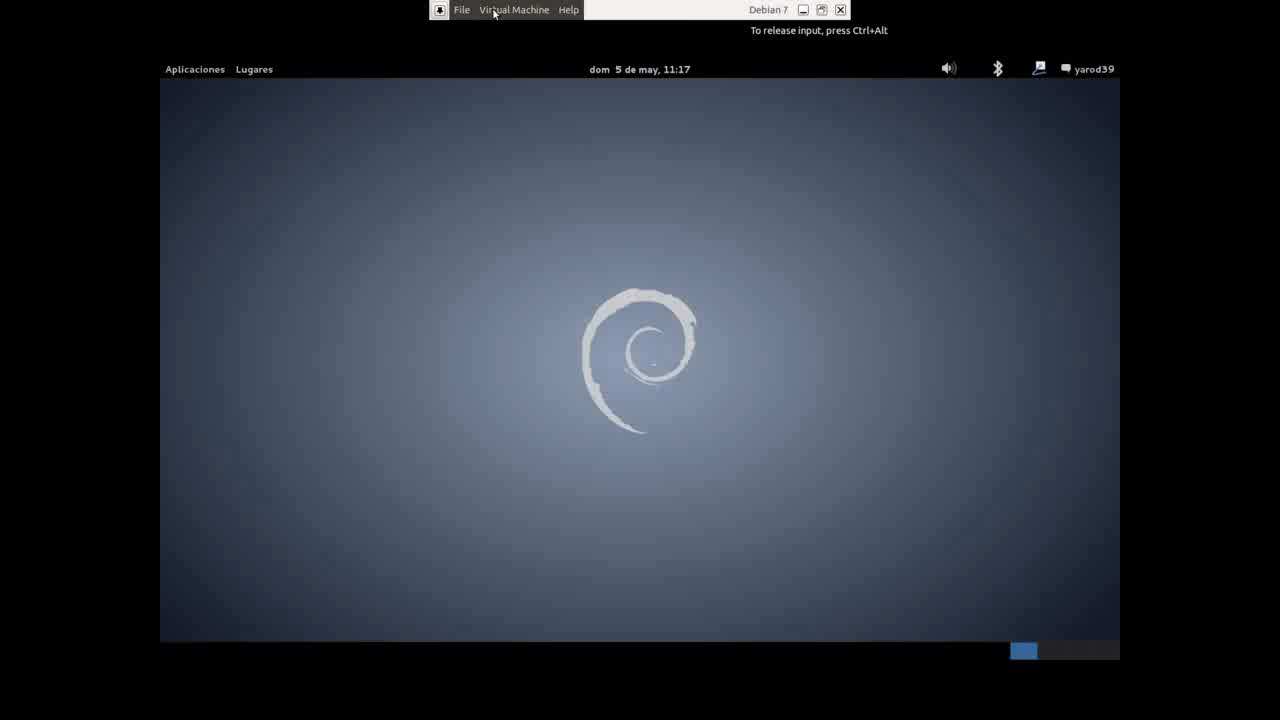 File Virtual Machine Help Debian 7
To release input, press Ctrl+Alt
Aplicaciones Lugares dom 5 de may, 11:17 yarod39